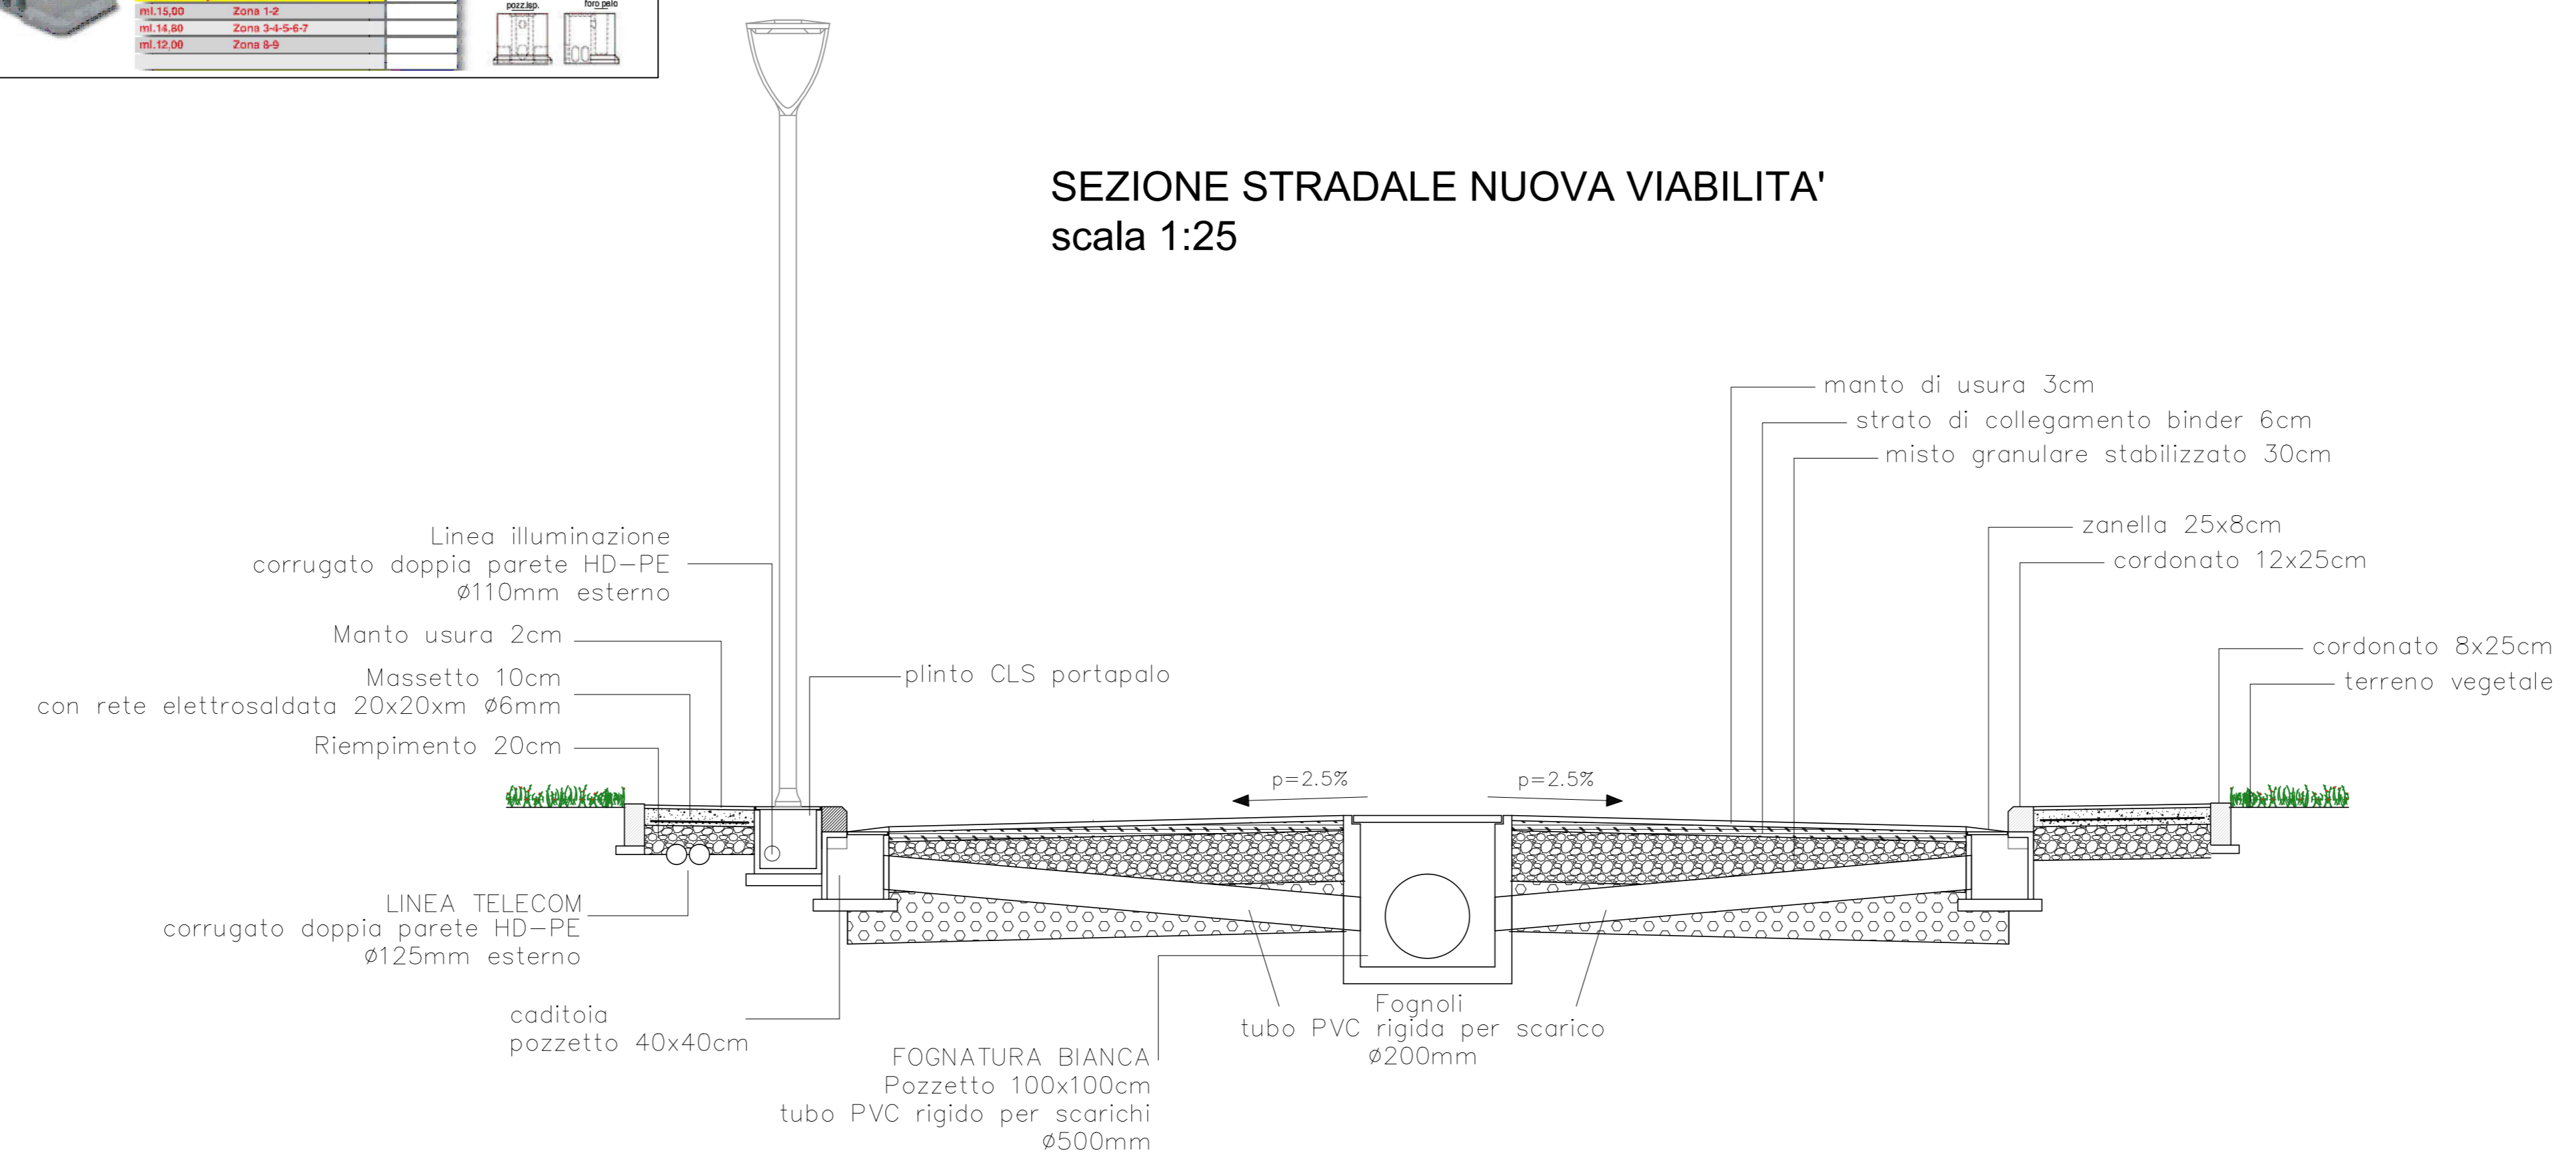 ml.15,00 Zona 1-2
ml.14,80 Zona 3-4-5-6-7
ml.12,00 Zona 8-9
pozz.isp.
foro palo
SEZIONE STRADALE NUOVA VIABILITA'
scala 1:25
manto di usura 3cm
strato di collegamento binder 6cm
misto granulare stabilizzato 30cm
zanella 25x8cm
cordonato 12x25cm
cordonato 8x25cm
terreno vegetale
Linea illuminazione
corrugato doppia parete HD-PE
Ø110mm esterno
Manto usura 2cm
Massetto 10cm
con rete elettrosaldata 20x20xm Ø6mm
Riempimento 20cm
plinto CLS portapalo
p=2.5%
p=2.5%
LINEA TELECOM
corrugato doppia parete HD-PE
Ø125mm esterno
caditoia
pozzetto 40x40cm
FOGNATURA BIANCA
Pozzetto 100x100cm
tubo PVC rigido per scarichi
Ø500mm
Fognoli
tubo PVC rigida per scarico
Ø200mm